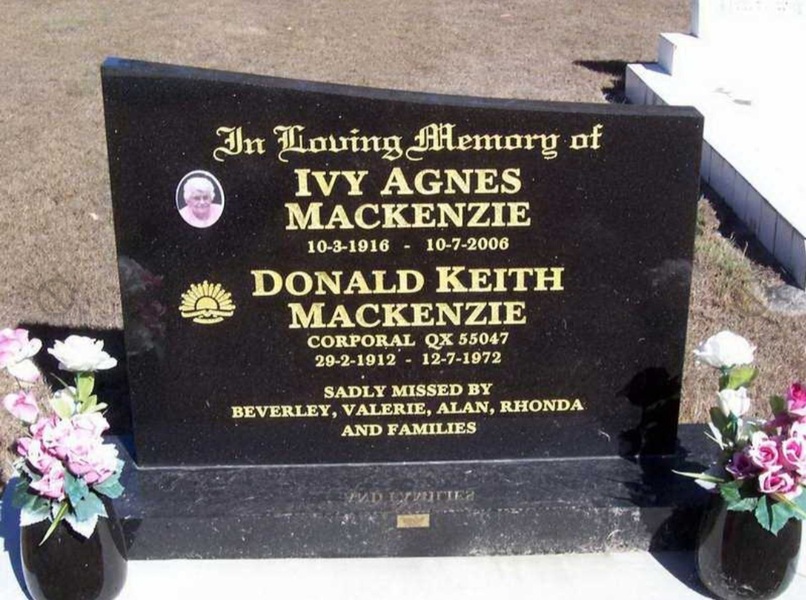 In Loving Memory of
IVY AGNES
MACKENZIE
10-3-1916 - 10-7-2006
DONALD KEITH
MACKENZIE
CORPORAL QX 55047
29-2-1912 - 12-7-1972
SADLY MISSED BY
BEVERLEY, VALERIE, ALAN, RHONDA
AND FAMILIES